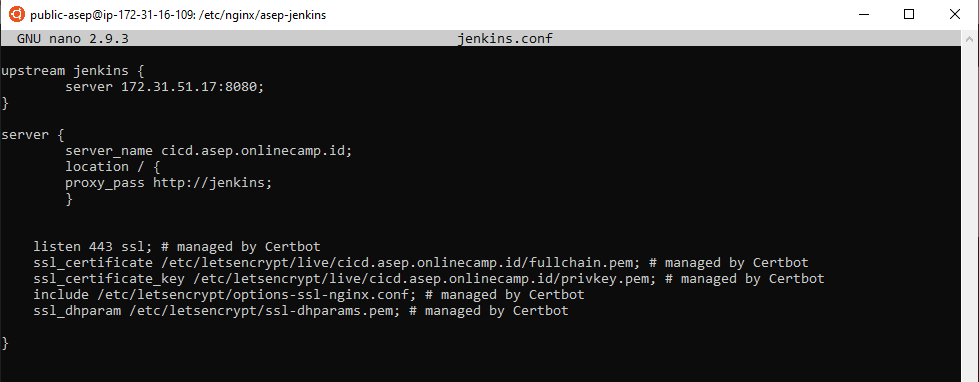 public-asep@ip-172-31-16-109: /etc/nginx/asep-jenkins
GNU nano 2.9.3 jenkins.conf
upstream jenkins {
        server 172.31.51.17:8080;
}
server {
        server_name cicd.asep.onlinecamp.id;
        location / {
        proxy_pass http://jenkins;
        }
    listen 443 ssl; # managed by Certbot
    ssl_certificate /etc/letsencrypt/live/cicd.asep.onlinecamp.id/fullchain.pem; # managed by Certbot
    ssl_certificate_key /etc/letsencrypt/live/cicd.asep.onlinecamp.id/privkey.pem; # managed by Certbot
    include /etc/letsencrypt/options-ssl-nginx.conf; # managed by Certbot
    ssl_dhparam /etc/letsencrypt/ssl-dhparams.pem; # managed by Certbot
}